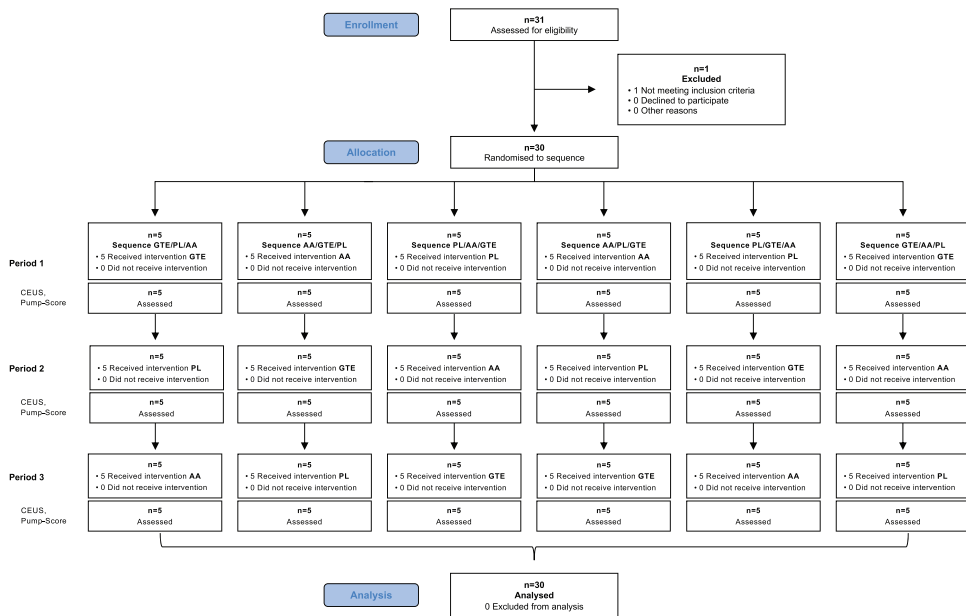 Enrollment
n=31
Assessed for eligibility
n=1
Excluded
• 1 Not meeting inclusion criteria
• 0 Declined to participate
• 0 Other reasons
Allocation
n=30
Randomised to sequence
Period 1
n=5
Sequence GTE/PL/AA
• 5 Received intervention GTE
• 0 Did not receive intervention
n=5
Sequence AA/GTE/PL
• 5 Received intervention AA
• 0 Did not receive intervention
n=5
Sequence PL/AA/GTE
• 5 Received intervention PL
• 0 Did not receive intervention
n=5
Sequence AA/PL/GTE
• 5 Received intervention AA
• 0 Did not receive intervention
n=5
Sequence PL/GTE/AA
• 5 Received intervention PL
• 0 Did not receive intervention
n=5
Sequence GTE/AA/PL
• 5 Received intervention GTE
• 0 Did not receive intervention
CEUS,
Pump-Score
n=5
Assessed
n=5
Assessed
n=5
Assessed
n=5
Assessed
n=5
Assessed
n=5
Assessed
Period 2
n=5
• 5 Received intervention PL
• 0 Did not receive intervention
n=5
• 5 Received intervention GTE
• 0 Did not receive intervention
n=5
• 5 Received intervention AA
• 0 Did not receive intervention
n=5
• 5 Received intervention PL
• 0 Did not receive intervention
n=5
• 5 Received intervention GTE
• 0 Did not receive intervention
n=5
• 5 Received intervention AA
• 0 Did not receive intervention
CEUS,
Pump-Score
n=5
Assessed
n=5
Assessed
n=5
Assessed
n=5
Assessed
n=5
Assessed
n=5
Assessed
Period 3
n=5
• 5 Received intervention AA
• 0 Did not receive intervention
n=5
• 5 Received intervention PL
• 0 Did not receive intervention
n=5
• 5 Received intervention GTE
• 0 Did not receive intervention
n=5
• 5 Received intervention GTE
• 0 Did not receive intervention
n=5
• 5 Received intervention AA
• 0 Did not receive intervention
n=5
• 5 Received intervention PL
• 0 Did not receive intervention
CEUS,
Pump-Score
n=5
Assessed
n=5
Assessed
n=5
Assessed
n=5
Assessed
n=5
Assessed
n=5
Assessed
Analysis
n=30
Analysed
0 Excluded from analysis